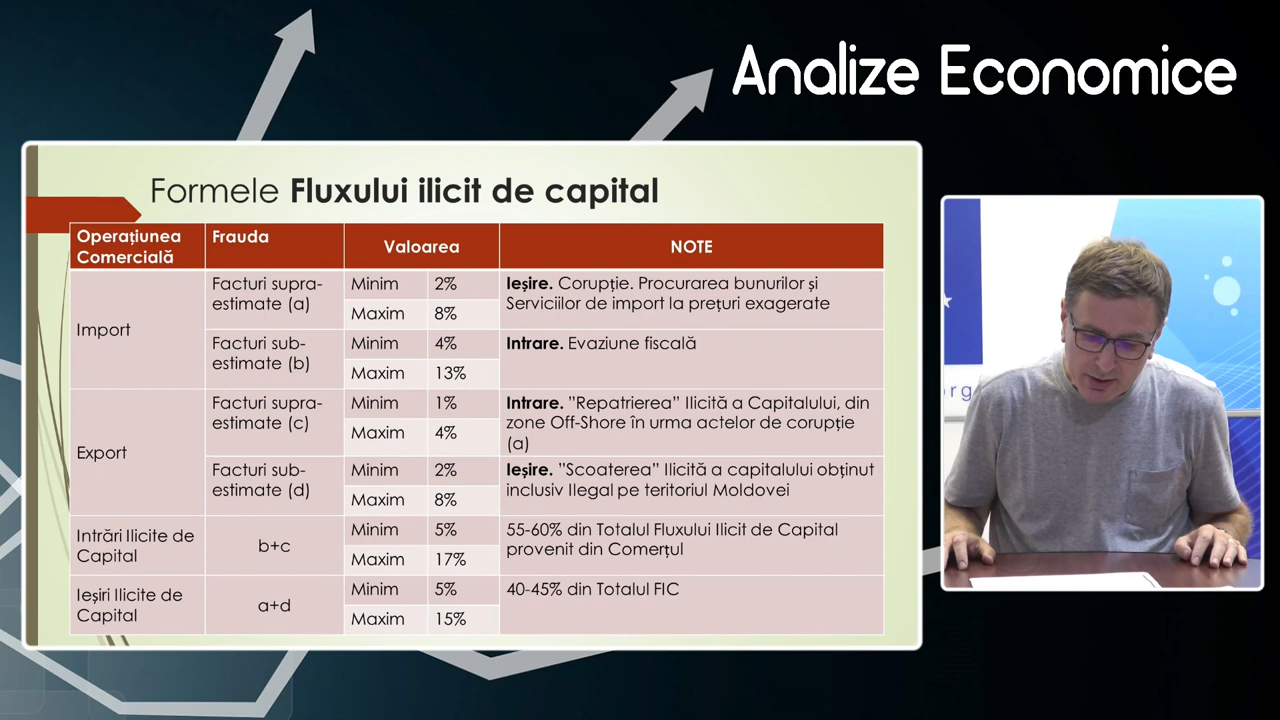 Analize Economice
Formele Fluxului ilicit de capital
Operațiunea
Comercială
Frauda
Valoarea
NOTE
Import
Facturi supra-
estimate (a)
Minim
2%
Maxim
8%
Ieșire. Corupție. Procurarea bunurilor și
Serviciilor de import la prețuri exagerate
Facturi sub-
estimate (b)
Minim
4%
Maxim
13%
Intrare. Evaziune fiscală
Export
Facturi supra-
estimate (c)
Minim
1%
Maxim
4%
Intrare. ”Repatrierea” Ilicită a Capitalului, din
zone Off-Shore în urma actelor de corupție
(a)
Facturi sub-
estimate (d)
Minim
2%
Maxim
8%
Ieșire. ”Scoaterea” Ilicită a capitalului obținut
inclusiv Ilegal pe teritoriul Moldovei
Intrări Ilicite de
Capital
b+c
Minim
5%
Maxim
17%
55-60% din Totalul Fluxului Ilicit de Capital
provenit din Comerțul
Ieșiri Ilicite de
Capital
a+d
Minim
5%
Maxim
15%
40-45% din Totalul FIC
org